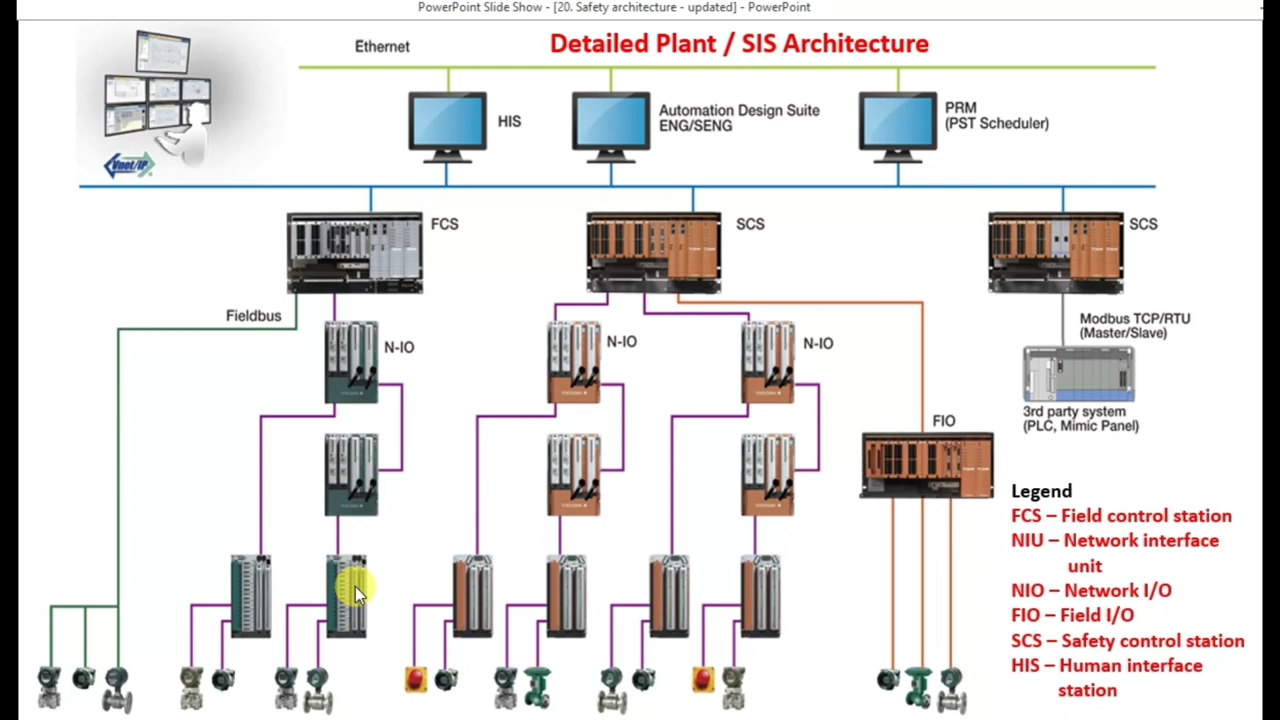 PowerPoint Slide Show - [20. Safety architecture - updated] - PowerPoint
Ethernet
Detailed Plant / SIS Architecture
HIS
Automation Design Suite
ENG/SENG
PRM
(PST Scheduler)
Vnet/IP
FCS
SCS
SCS
Fieldbus
N-IO
N-IO
N-IO
Modbus TCP/RTU
(Master/Slave)
3rd party system
(PLC, Mimic Panel)
FIO
Legend
FCS – Field control station
NIU – Network interface
unit
NIO – Network I/O
FIO – Field I/O
SCS – Safety control station
HIS – Human interface
station